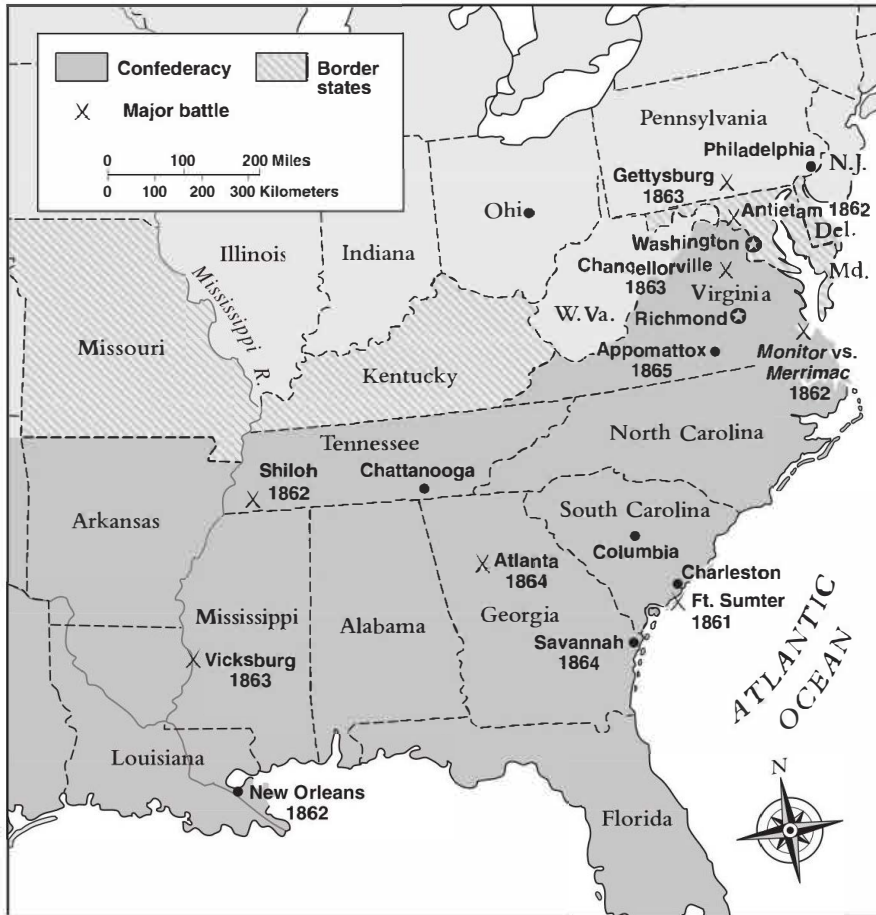 Confederacy
Border
states
Major battle
0 100 200 Miles
0 100 200 300 Kilometers
Pennsylvania
Philadelphia
N.J.
Gettysburg
1863
Ohi
Antietam 1862
Del.
Washington
Md.
Illinois
Indiana
Chancellorville
1863
Virginia
Mississippi R.
W.Va.
Richmond
Missouri
Appomattox
1865
Monitor vs.
Merrimac
1862
Kentucky
Tennessee
North Carolina
Shiloh
1862
Chattanooga
Arkansas
South Carolina
Columbia
Atlanta
1864
Charleston
Ft. Sumter
1861
Mississippi
Alabama
Georgia
Savannah
1864
Vicksburg
1863
ATLANTIC
OCEAN
Louisiana
New Orleans
1862
Florida
N